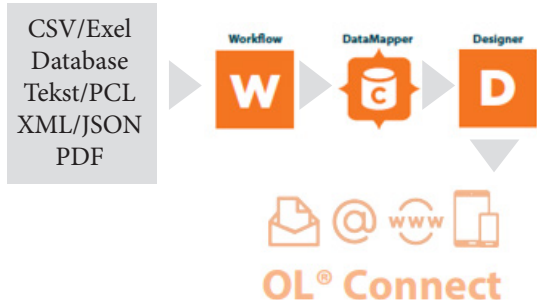 CSV/Exel
Database
Tekst/PCL
XML/JSON
PDF
Workflow
W
DataMapper
C
Designer
D
@
www
OL® Connect